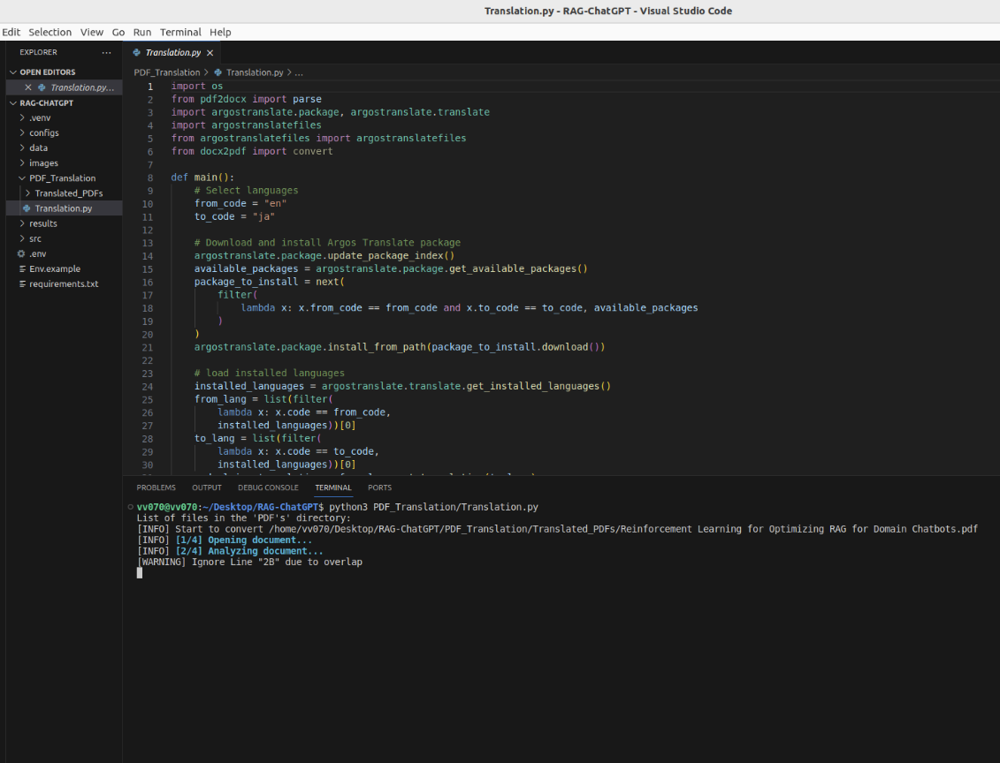 Translation.py - RAG-ChatGPT - Visual Studio Code
Edit Selection View Go Run Terminal Help
EXPLORER ...
OPEN EDITORS
Translation.py...
RAG-CHATGPT
.venv
configs
data
images
PDF_Translation
Translated_PDFs
Translation.py
results
src
.env
Env.example
requirements.txt
Translation.py
PDF_Translation > Translation.py > ...
1 import os
2 from pdf2docx import parse
3 import argostranslate.package, argostranslate.translate
4 import argostranslatefiles
5 from argostranslatefiles import argostranslatefiles
6 from docx2pdf import convert
7
8 def main():
9 # Select languages
10 from_code = "en"
11 to_code = "ja"
12
13 # Download and install Argos Translate package
14 argostranslate.package.update_package_index()
15 available_packages = argostranslate.package.get_available_packages()
16 package_to_install = next(
17 filter(
18 lambda x: x.from_code == from_code and x.to_code == to_code, available_packages
19 )
20 )
21 argostranslate.package.install_from_path(package_to_install.download())
22
23 # load installed languages
24 installed_languages = argostranslate.translate.get_installed_languages()
25 from_lang = list(filter(
26 lambda x: x.code == from_code,
27 installed_languages))[0]
28 to_lang = list(filter(
29 lambda x: x.code == to_code,
30 installed_languages))[0]
PROBLEMS OUTPUT DEBUG CONSOLE TERMINAL PORTS
vv070@vv070:~/Desktop/RAG-ChatGPT$ python3 PDF_Translation/Translation.py
List of files in the 'PDF's' directory:
[INFO] Start to convert /home/vv070/Desktop/RAG-ChatGPT/PDF_Translation/Translated_PDFs/Reinforcement Learning for Optimizing RAG for Domain Chatbots.pdf
[INFO] [1/4] Opening document...
[INFO] [2/4] Analyzing document...
[WARNING] Ignore Line "2B" due to overlap